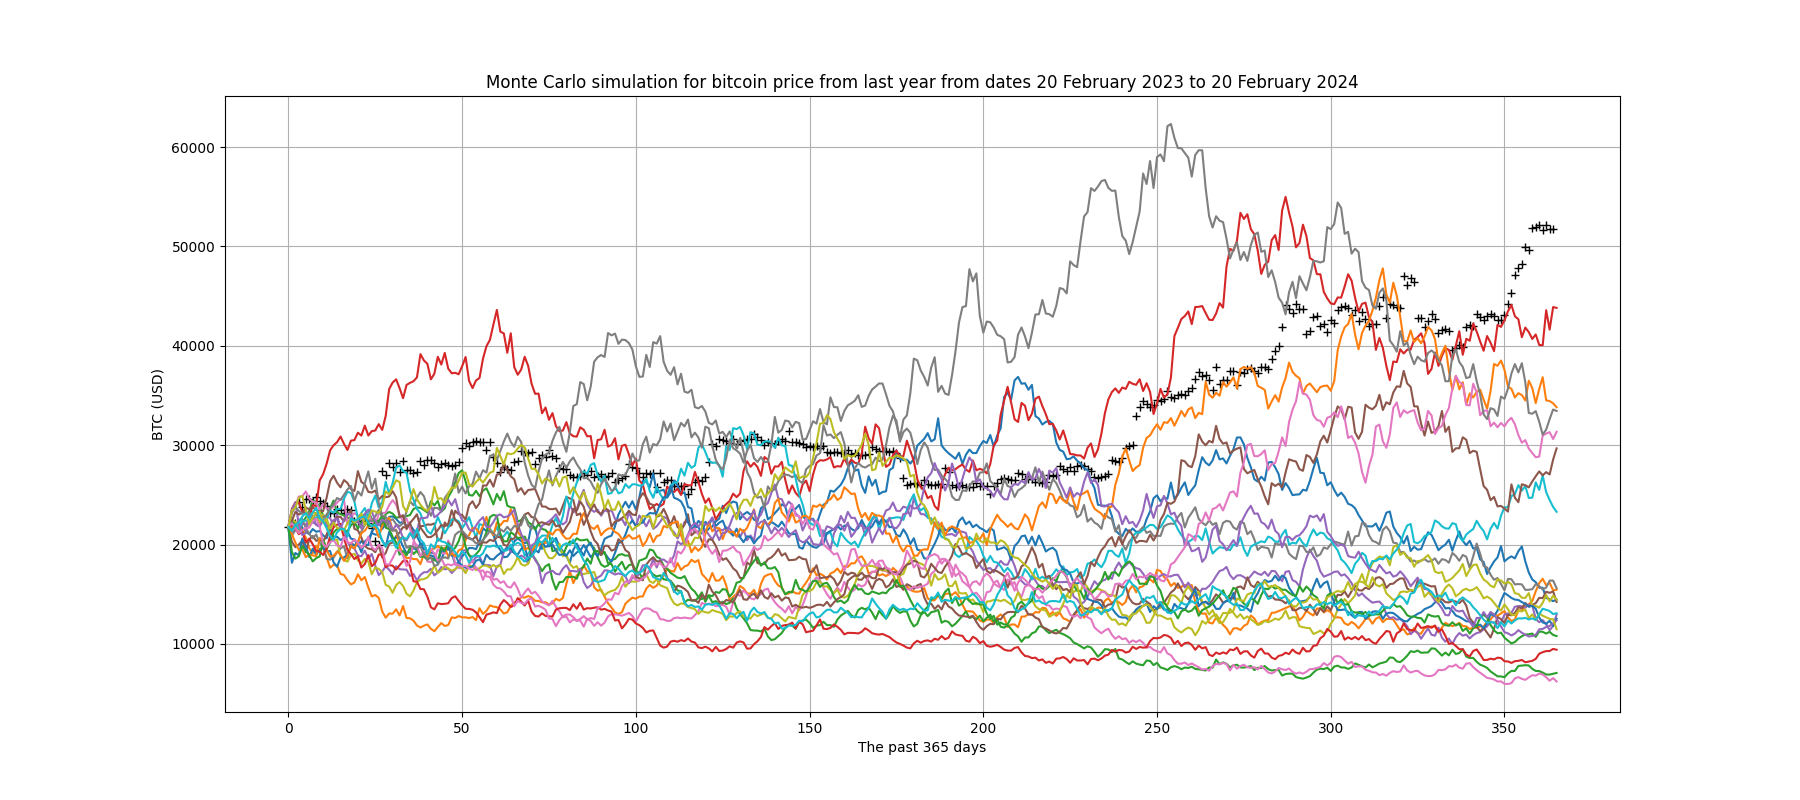 Monte Carlo simulation for bitcoin price from last year from dates 20 February 2023 to 20 February 2024
60000
50000
40000
30000
20000
10000
BTC (USD)
0 50 100 150 200 250 300 350
The past 365 days